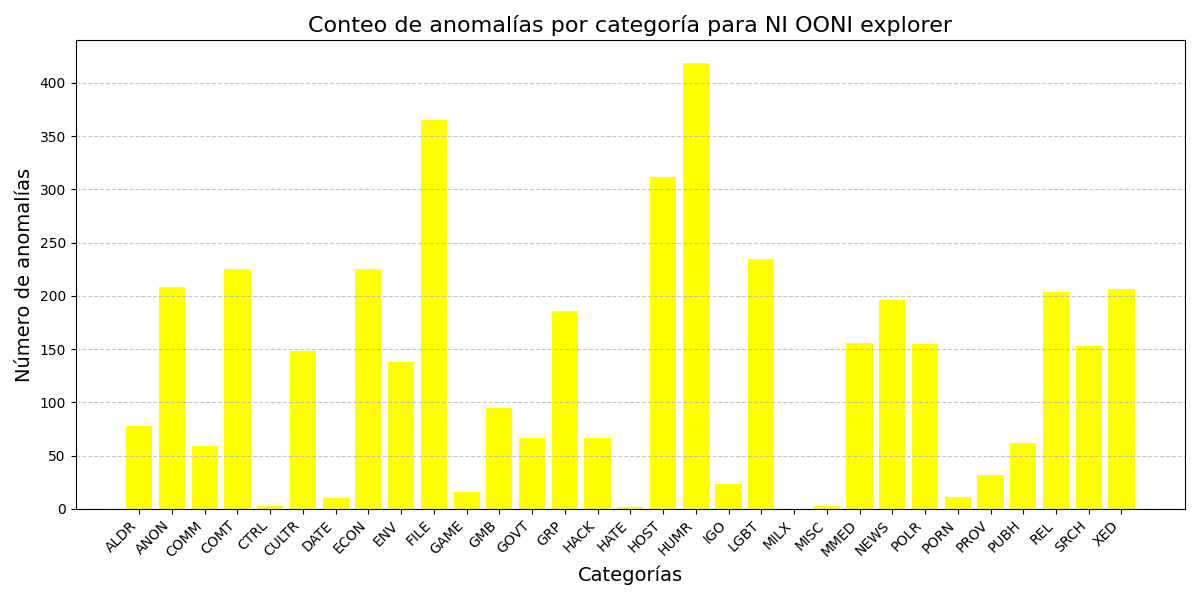 Conteo de anomalías por categoría para NI OONI explorer
Número de anomalías
400
350
300
250
200
150
100
50
0
ALDR
ANON
COMM
COMT
CTRL
CULTR
DATE
ECON
ENV
FILE
GAME
GMB
GOVT
GRP
HACK
HATE
HOST
HUMR
IGO
LGBT
MILX
MISC
MMED
NEWS
POLR
PORN
PROV
PUBH
REL
SRCH
XED
Categorías